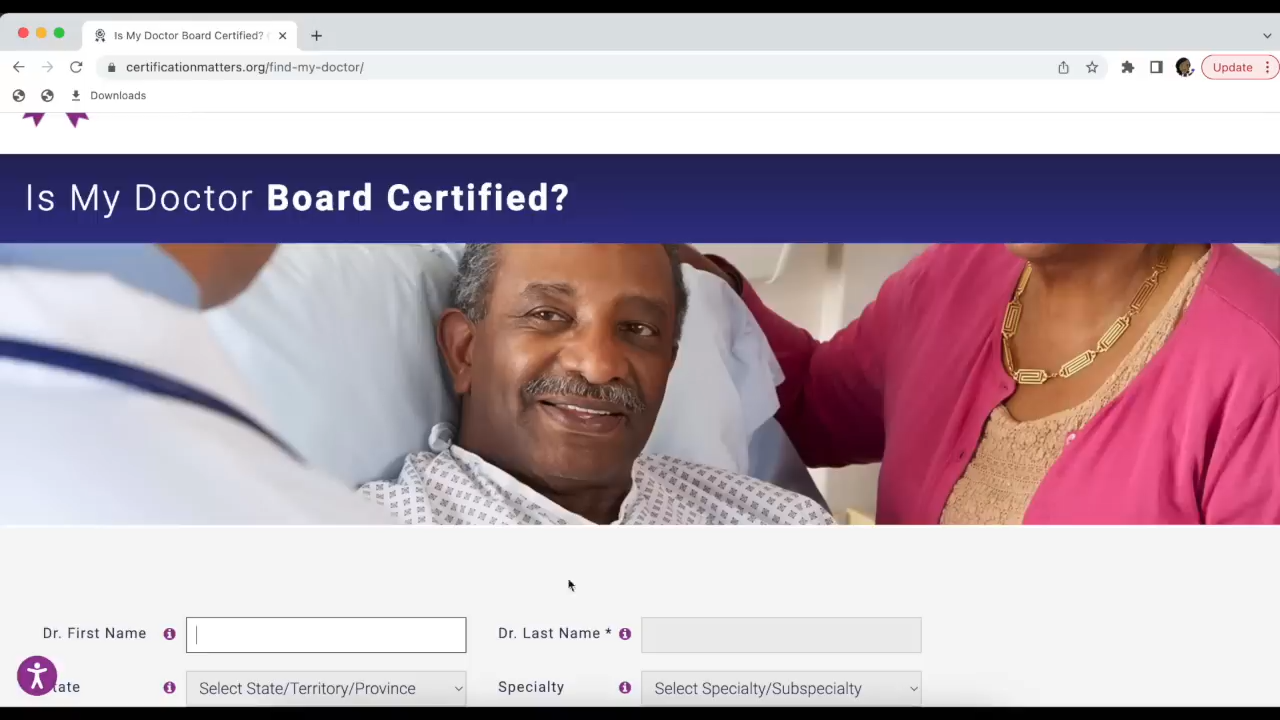 Is My Doctor Board Certified?
certificationmatters.org/find-my-doctor/
Update
Downloads
Is My Doctor Board Certified?
Dr. First Name
Dr. Last Name *
Select State/Territory/Province
Specialty
Select Specialty/Subspecialty